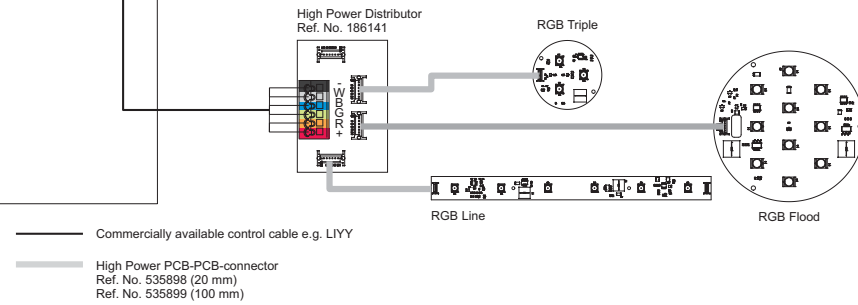 High Power Distributor
Ref. No. 186141
RGB Triple
-
W
B
G
R
+
RGB Line
RGB Flood
Commercially available control cable e.g. LIYY
High Power PCB-PCB-connector
Ref. No. 535898 (20 mm)
Ref. No. 535899 (100 mm)